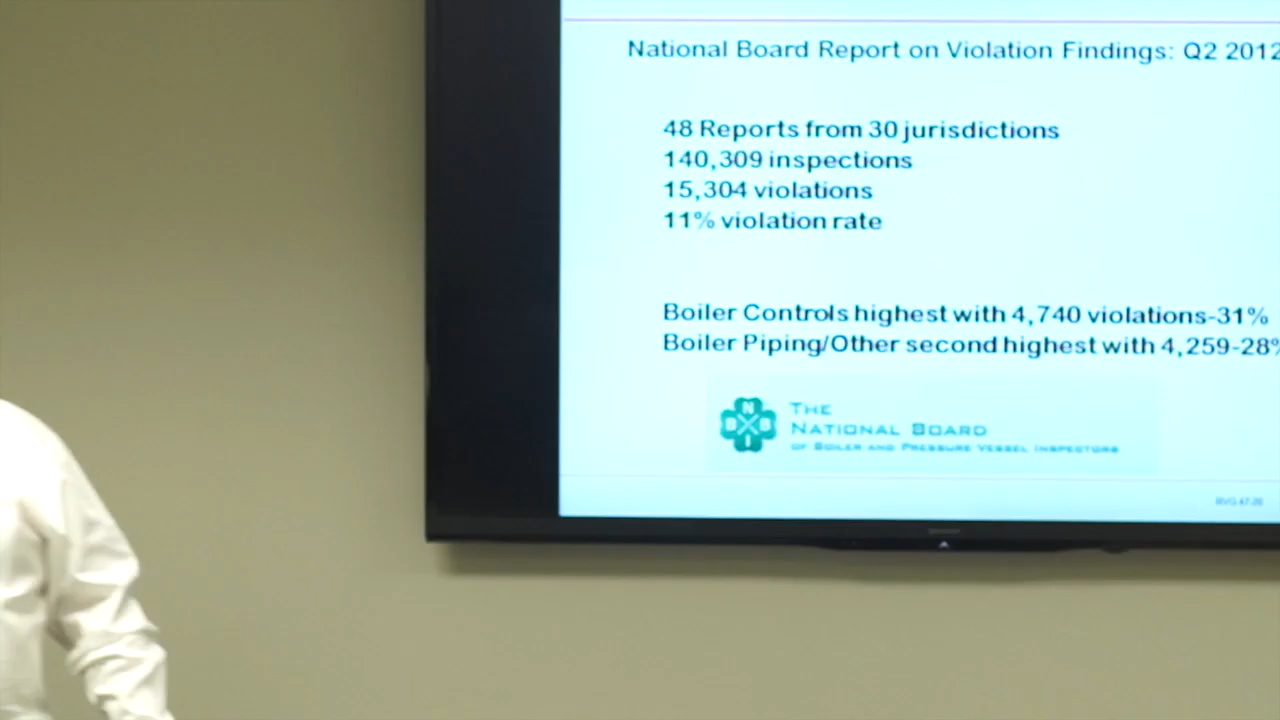 National Board Report on Violation Findings: Q2 2012
48 Reports from 30 jurisdictions
140,309 inspections
15,304 violations
11% violation rate
Boiler Controls highest with 4,740 violations-31%
Boiler Piping/Other second highest with 4,259-28%
N
B B
I
THE
NATIONAL BOARD
OF BOILER AND PRESSURE VESSEL INSPECTORS